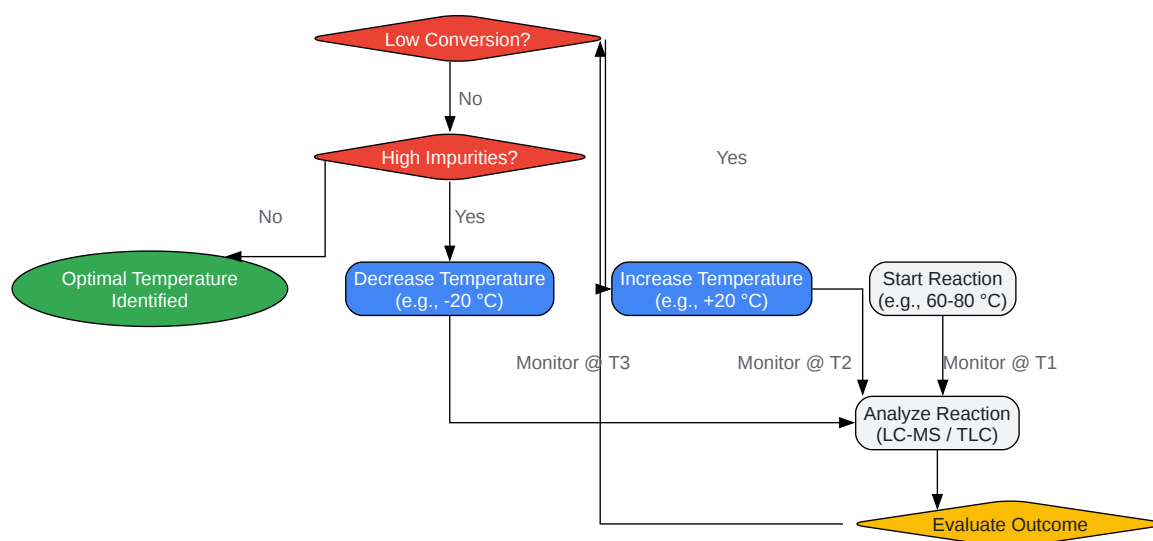 Low Conversion?
No
High Impurities?
Yes
No
Yes
Optimal Temperature
Identified
Decrease Temperature
(e.g., -20 °C)
Increase Temperature
(e.g., +20 °C)
Start Reaction
(e.g., 60-80 °C)
Monitor @ T3
Monitor @ T2
Monitor @ T1
Analyze Reaction
(LC-MS / TLC)
Evaluate Outcome